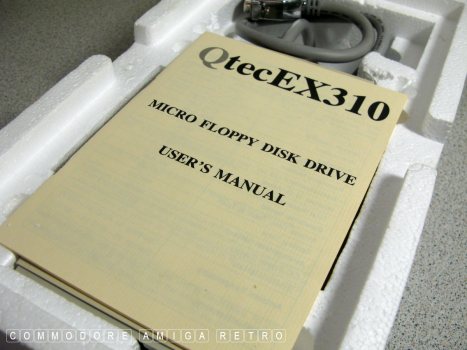 QtecEX310
MICRO FLOPPY DISK DRIVE
USER'S MANUAL
COMMODORE AMIGA RETRO